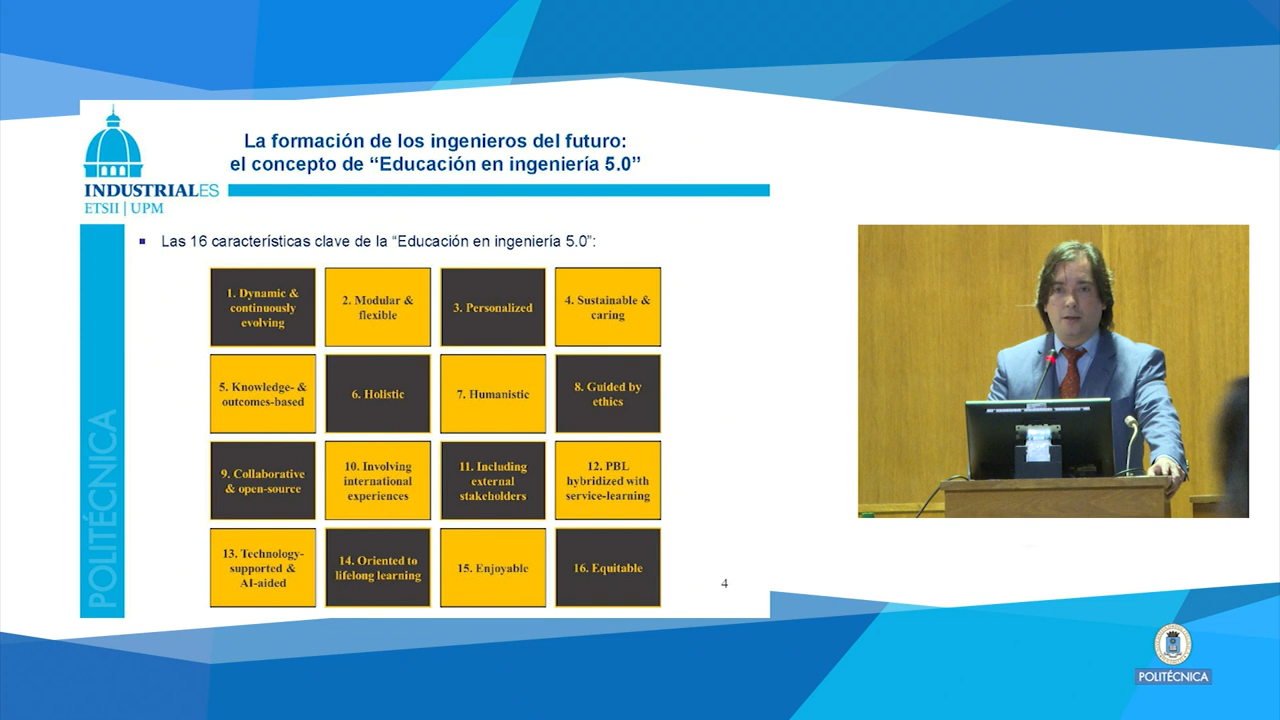 La formación de los ingenieros del futuro:
el concepto de “Educación en ingeniería 5.0”
INDUSTRIALES
ETSII | UPM
▪ Las 16 características clave de la “Educación en ingeniería 5.0”:
1. Dynamic &
continuously
evolving
2. Modular &
flexible
3. Personalized
4. Sustainable &
caring
5. Knowledge- &
outcomes-based
6. Holistic
7. Humanistic
8. Guided by
ethics
9. Collaborative
& open-source
10. Involving
international
experiences
11. Including
external
stakeholders
12. PBL
hybridized with
service-learning
13. Technology-
supported &
AI-aided
14. Oriented to
lifelong learning
15. Enjoyable
16. Equitable
4
POLITÉCNICA
POLITÉCNICA